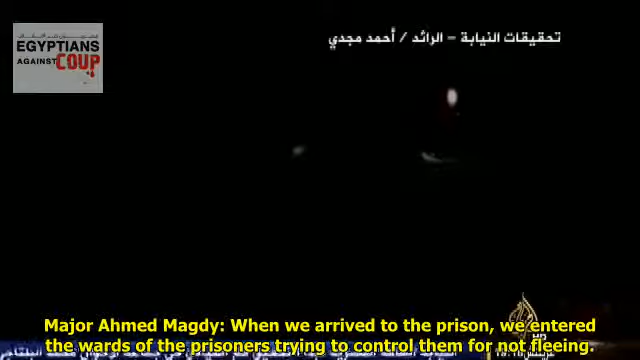 تحقيقات النيابة - الرائد / أحمد مجدي
EGYPTIANS
AGAINST COUP
Major Ahmed Magdy: When we arrived to the prison, we entered
the wards of the prisoners trying to control them for not fleeing.